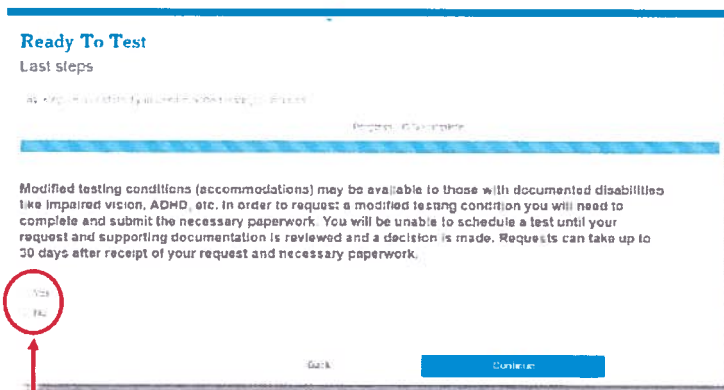 Ready To Test
Last steps
Modified testing conditions (accommodations) may be available to those with documented disabilities
like impaired vision, ADHD, etc. In order to request a modified testing condition you will need to
complete and submit the necessary paperwork. You will be unable to schedule a test until your
request and supporting documentation is reviewed and a decision is made. Requests can take up to
30 days after receipt of your request and necessary paperwork.
Yes
No
Back
Continue